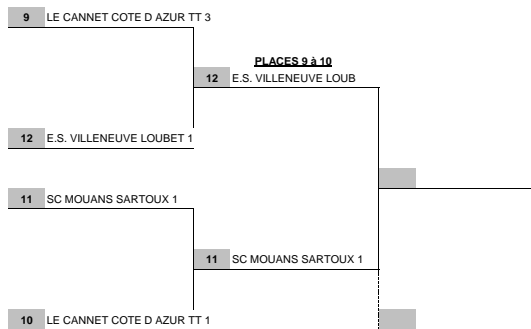 9 LE CANNET COTE D AZUR TT 3
PLACES 9 à 10
12 E.S. VILLENEUVE LOUB
12 E.S. VILLENEUVE LOUBET 1
11 SC MOUANS SARTOUX 1
11 SC MOUANS SARTOUX 1
10 LE CANNET COTE D AZUR TT 1